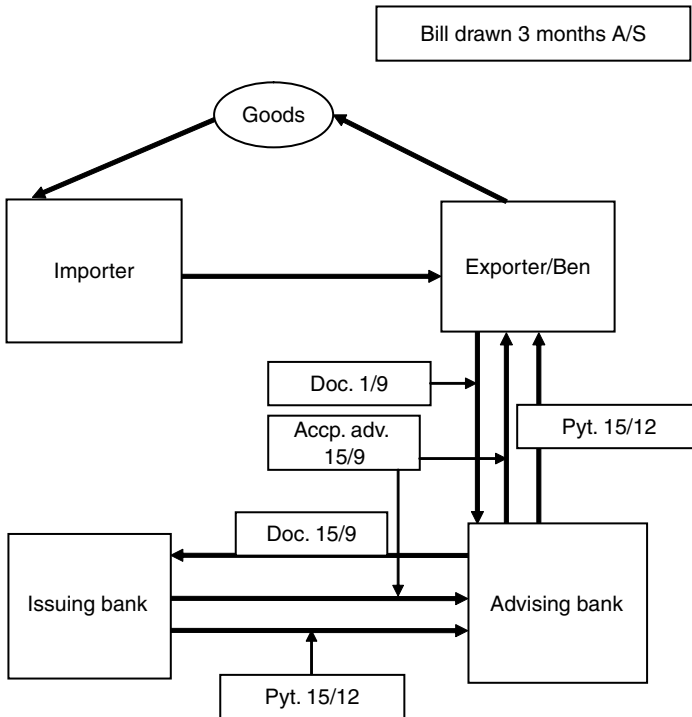 Bill drawn 3 months A/S
Goods
Importer
Exporter/Ben
Doc. 1/9
Accp. adv.
15/9
Pyt. 15/12
Doc. 15/9
Issuing bank
Advising bank
Pyt. 15/12